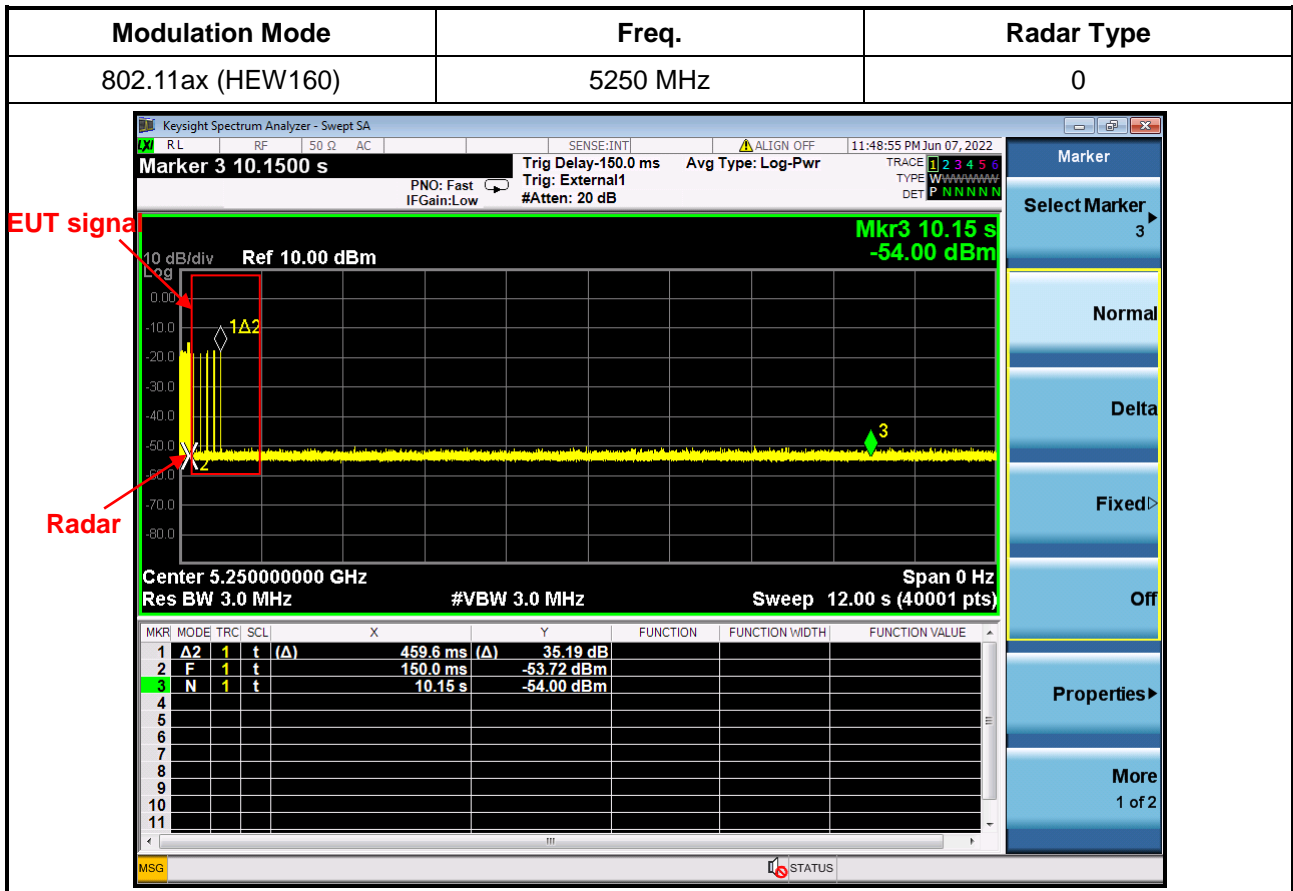 Modulation Mode Freq. Radar Type
802.11ax (HEW160) 5250 MHz 0
Keysight Spectrum Analyzer - Swept SA
LXI RL RF 50 Ω AC SENSE:INT ALIGN OFF 11:48:55 PM Jun 07, 2022
Marker 3 10.1500 s
PNO: Fast
IFGain:Low
Trig Delay-150.0 ms
Trig: External1
#Atten: 20 dB
Avg Type: Log-Pwr
TRACE 1 2 3 4 5 6
TYPE WWWWWW
DET P N N N N N
Marker
Select Marker
3
Normal
Delta
Fixed
Off
Properties
More
1 of 2
EUT signal
Radar
Mkr3 10.15 s
-54.00 dBm
10 dB/div Ref 10.00 dBm
Log
0.00
-10.0
-20.0
-30.0
-40.0
-50.0
-60.0
-70.0
-80.0
1Δ2
2
3
Center 5.250000000 GHz Span 0 Hz
Res BW 3.0 MHz #VBW 3.0 MHz Sweep 12.00 s (40001 pts)
MKR MODE TRC SCL X Y FUNCTION FUNCTION WIDTH FUNCTION VALUE
1 Δ2 1 t (Δ) 459.6 ms (Δ) 35.19 dB
2 F 1 t 150.0 ms -53.72 dBm
3 N 1 t 10.15 s -54.00 dBm
4
5
6
7
8
9
10
11
MSG STATUS